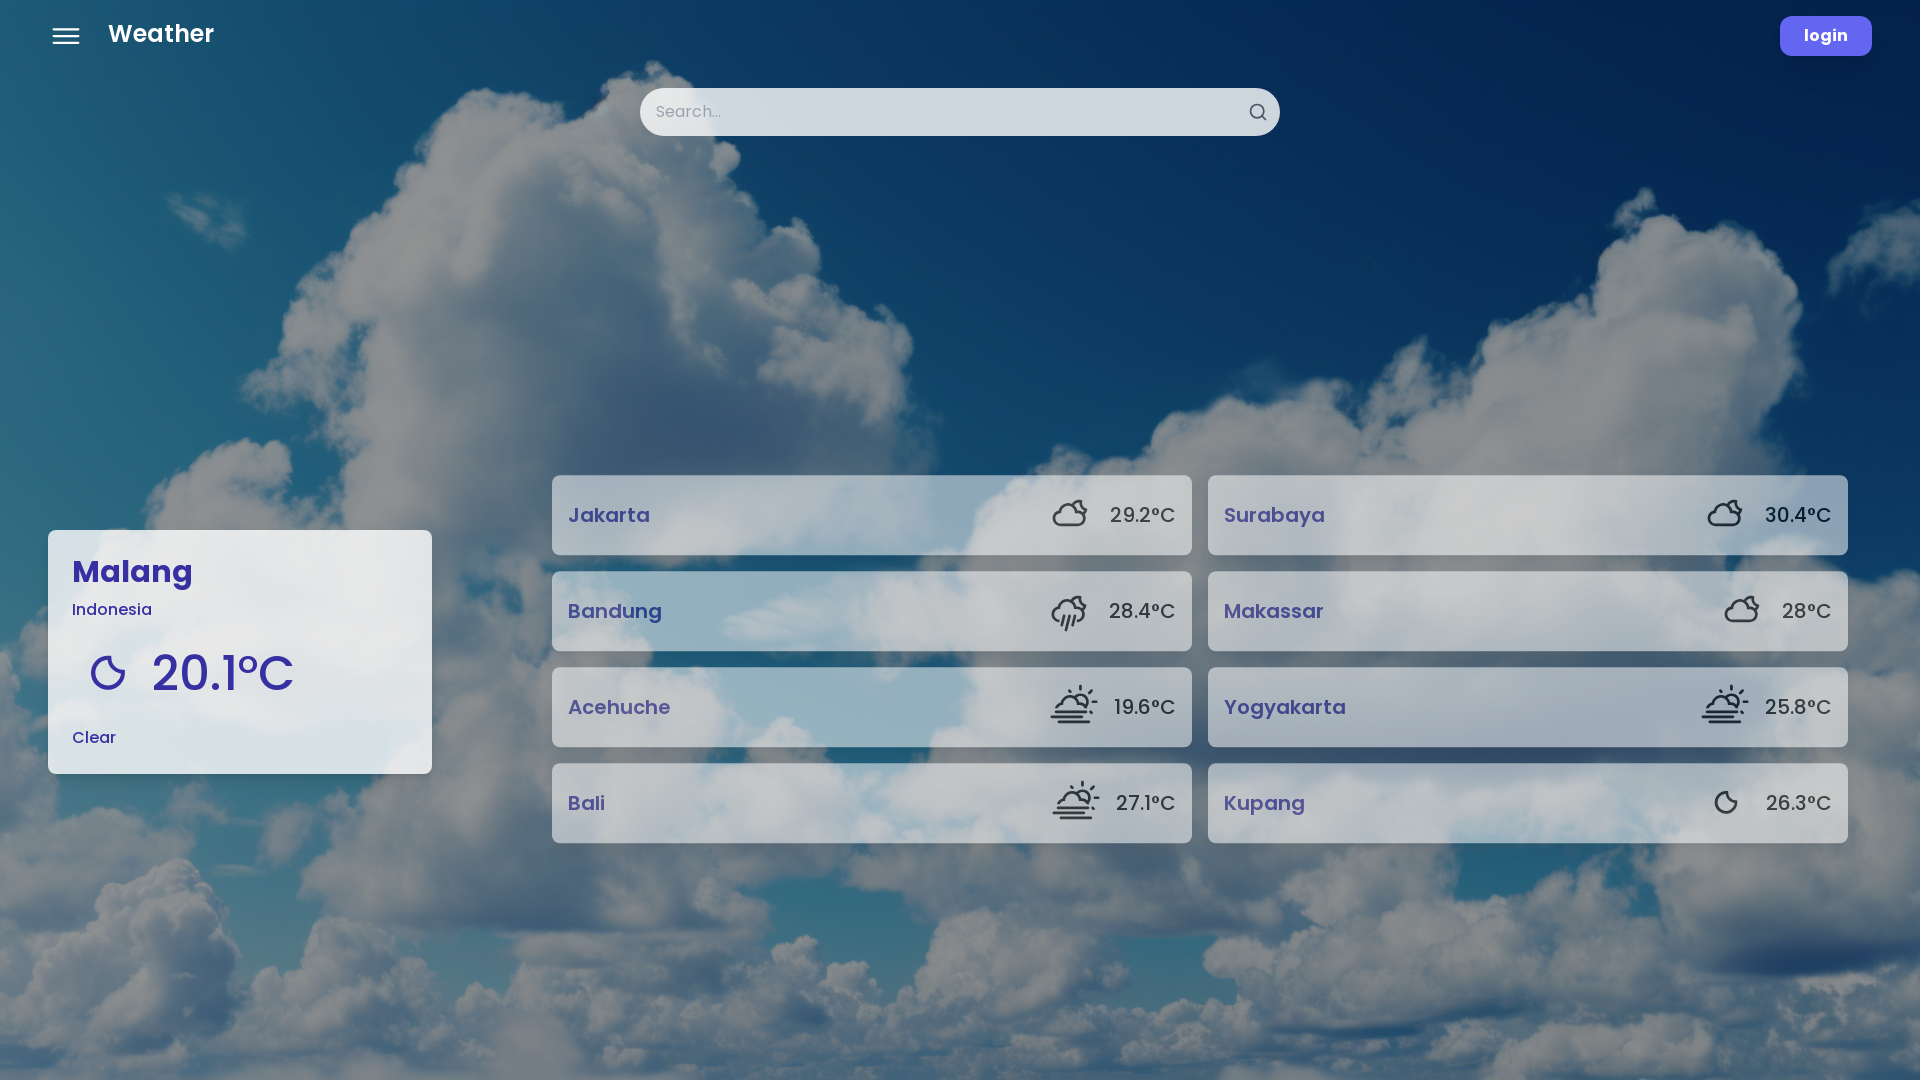 Weather
login
Search...
Malang
Indonesia
20.1°C
Clear
Jakarta 29.2°C
Surabaya 30.4°C
Bandung 28.4°C
Makassar 28°C
Acehuche 19.6°C
Yogyakarta 25.8°C
Bali 27.1°C
Kupang 26.3°C